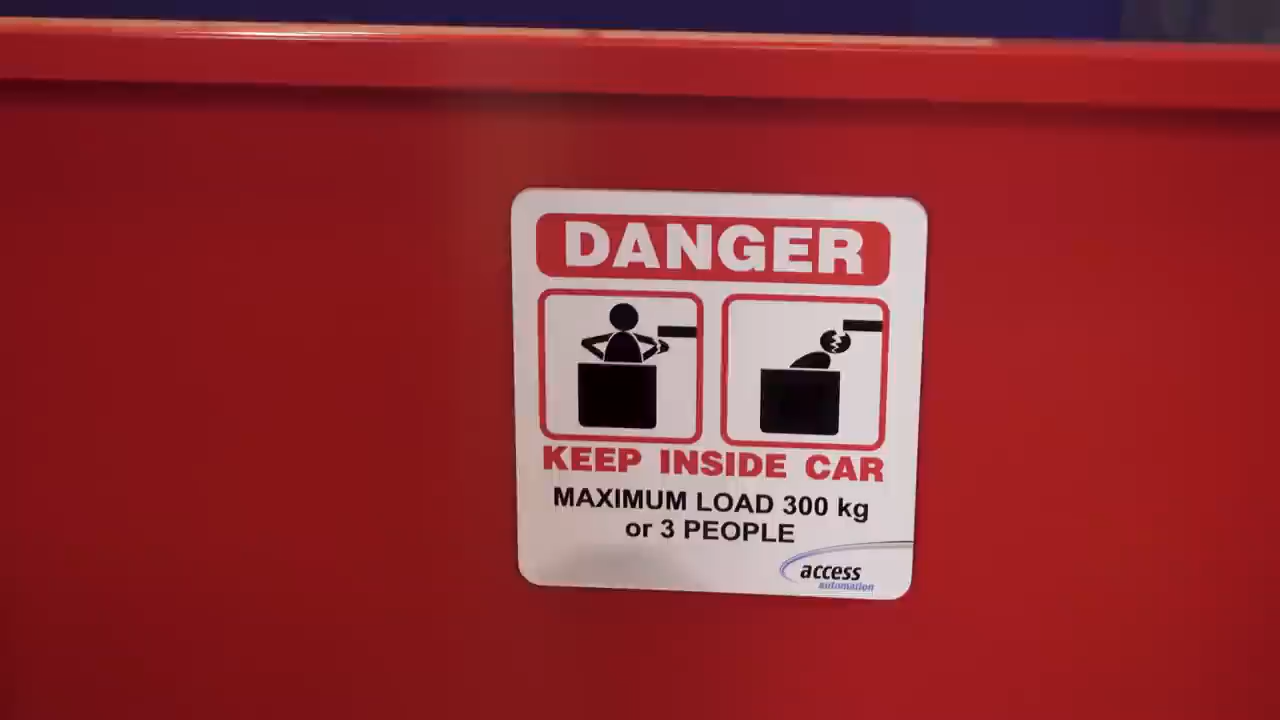 DANGER
KEEP INSIDE CAR
MAXIMUM LOAD 300 kg
or 3 PEOPLE
access
automation